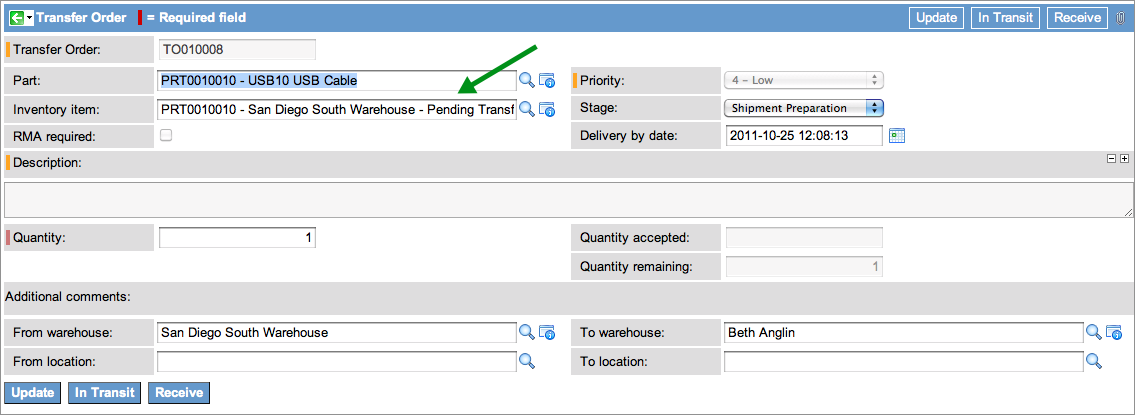 Transfer Order = Required field Update In Transit Receive
Transfer Order: TO010008
Part: PRT0010010 - USB10 USB Cable Priority: 4 – Low
Inventory item: PRT0010010 - San Diego South Warehouse - Pending Transf Stage: Shipment Preparation
RMA required: Delivery by date: 2011-10-25 12:08:13
Description:
Quantity: 1 Quantity accepted:
Quantity remaining: 1
Additional comments:
From warehouse: San Diego South Warehouse To warehouse: Beth Anglin
From location: To location:
Update In Transit Receive